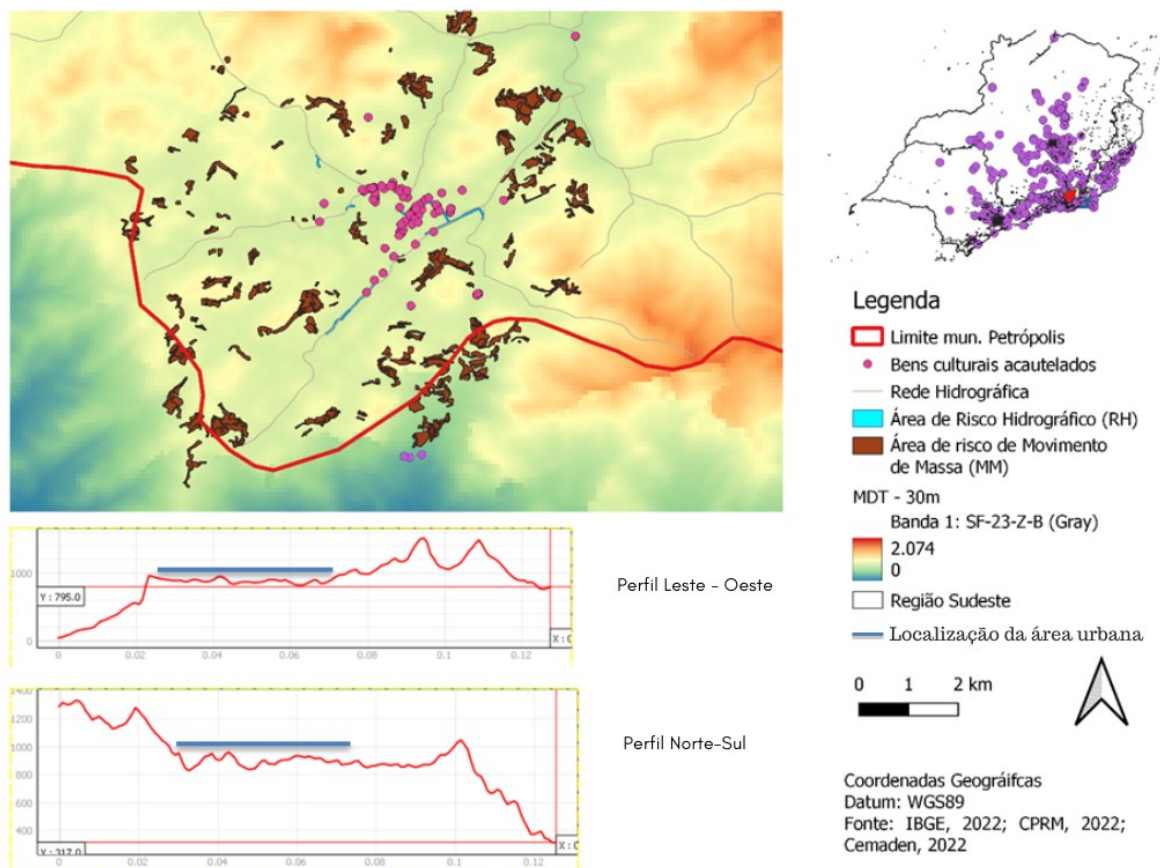 Legenda
Limite mun. Petrópolis
Bens culturais acautelados
Rede Hidrográfica
Área de Risco Hidrográfico (RH)
Área de risco de Movimento
de Massa (MM)
MDT - 30m
Banda 1: SF-23-Z-B (Gray)
2.074
0
Região Sudeste
Localização da área urbana
0 1 2 km
Coordenadas Geográifcas
Datum: WGS89
Fonte: IBGE, 2022; CPRM, 2022;
Cemaden, 2022
1000
Y : 795.0
0
X : 0
0 0.02 0.04 0.06 0.08 0.1 0.12
Perfil Leste - Oeste
1400
1200
1000
800
600
400
Y : 317.0
X : 0
0 0.02 0.04 0.06 0.08 0.1 0.12
Perfil Norte-Sul